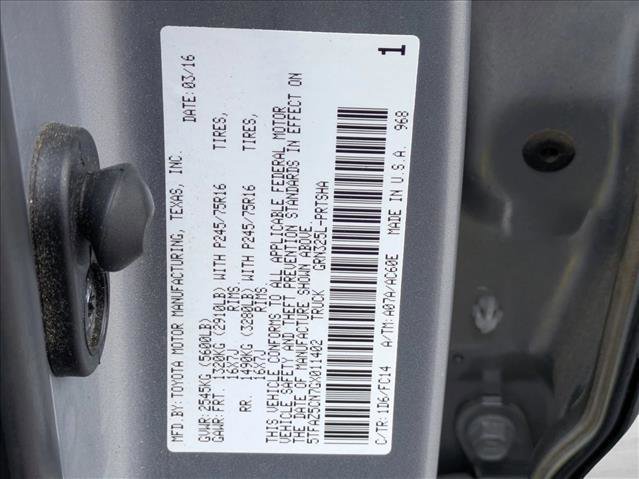 MFD.BY:TOYOTA MOTOR MANUFACTURING, TEXAS, INC. DATE: 03/16
GVWR: 2545KG (5600LB)
GAWR: FRT. 1320KG (2910LB) WITH P245/75R16 TIRES,
16X7J RIMS
RR. 1490KG (3280LB) WITH P245/75R16 TIRES,
16X7J RIMS
THIS VEHICLE CONFORMS TO ALL APPLICABLE FEDERAL MOTOR
VEHICLE SAFETY AND THEFT PREVENTION STANDARDS IN EFFECT ON
THE DATE OF MANUFACTURE SHOWN ABOVE
TRUCK GRN325L-PRTSHA
C/TR: 1D6/FC14 A/TM: A07A/AC60E MADE IN U.S.A. 968
1